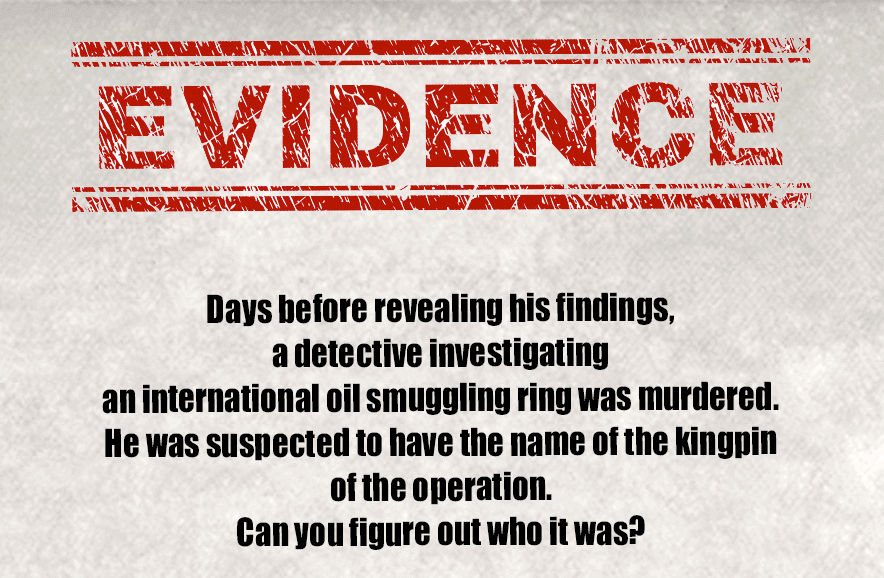 EVIDENCE
Days before revealing his findings,
a detective investigating
an international oil smuggling ring was murdered.
He was suspected to have the name of the kingpin
of the operation.
Can you figure out who it was?